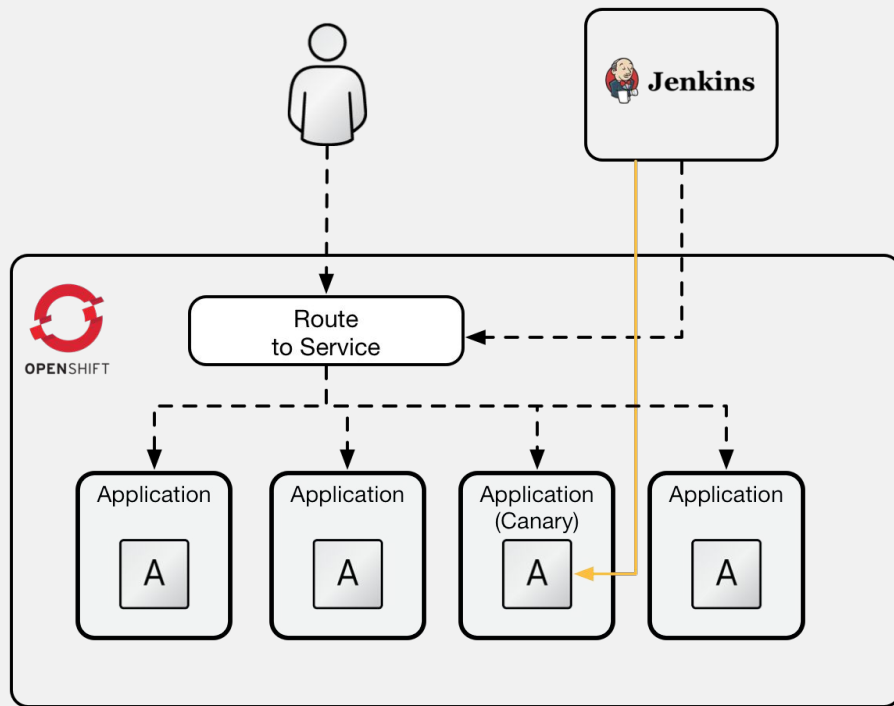 Jenkins
Route
to Service
OPENSHIFT
Application
Application
Application
(Canary)
Application
A
A
A
A